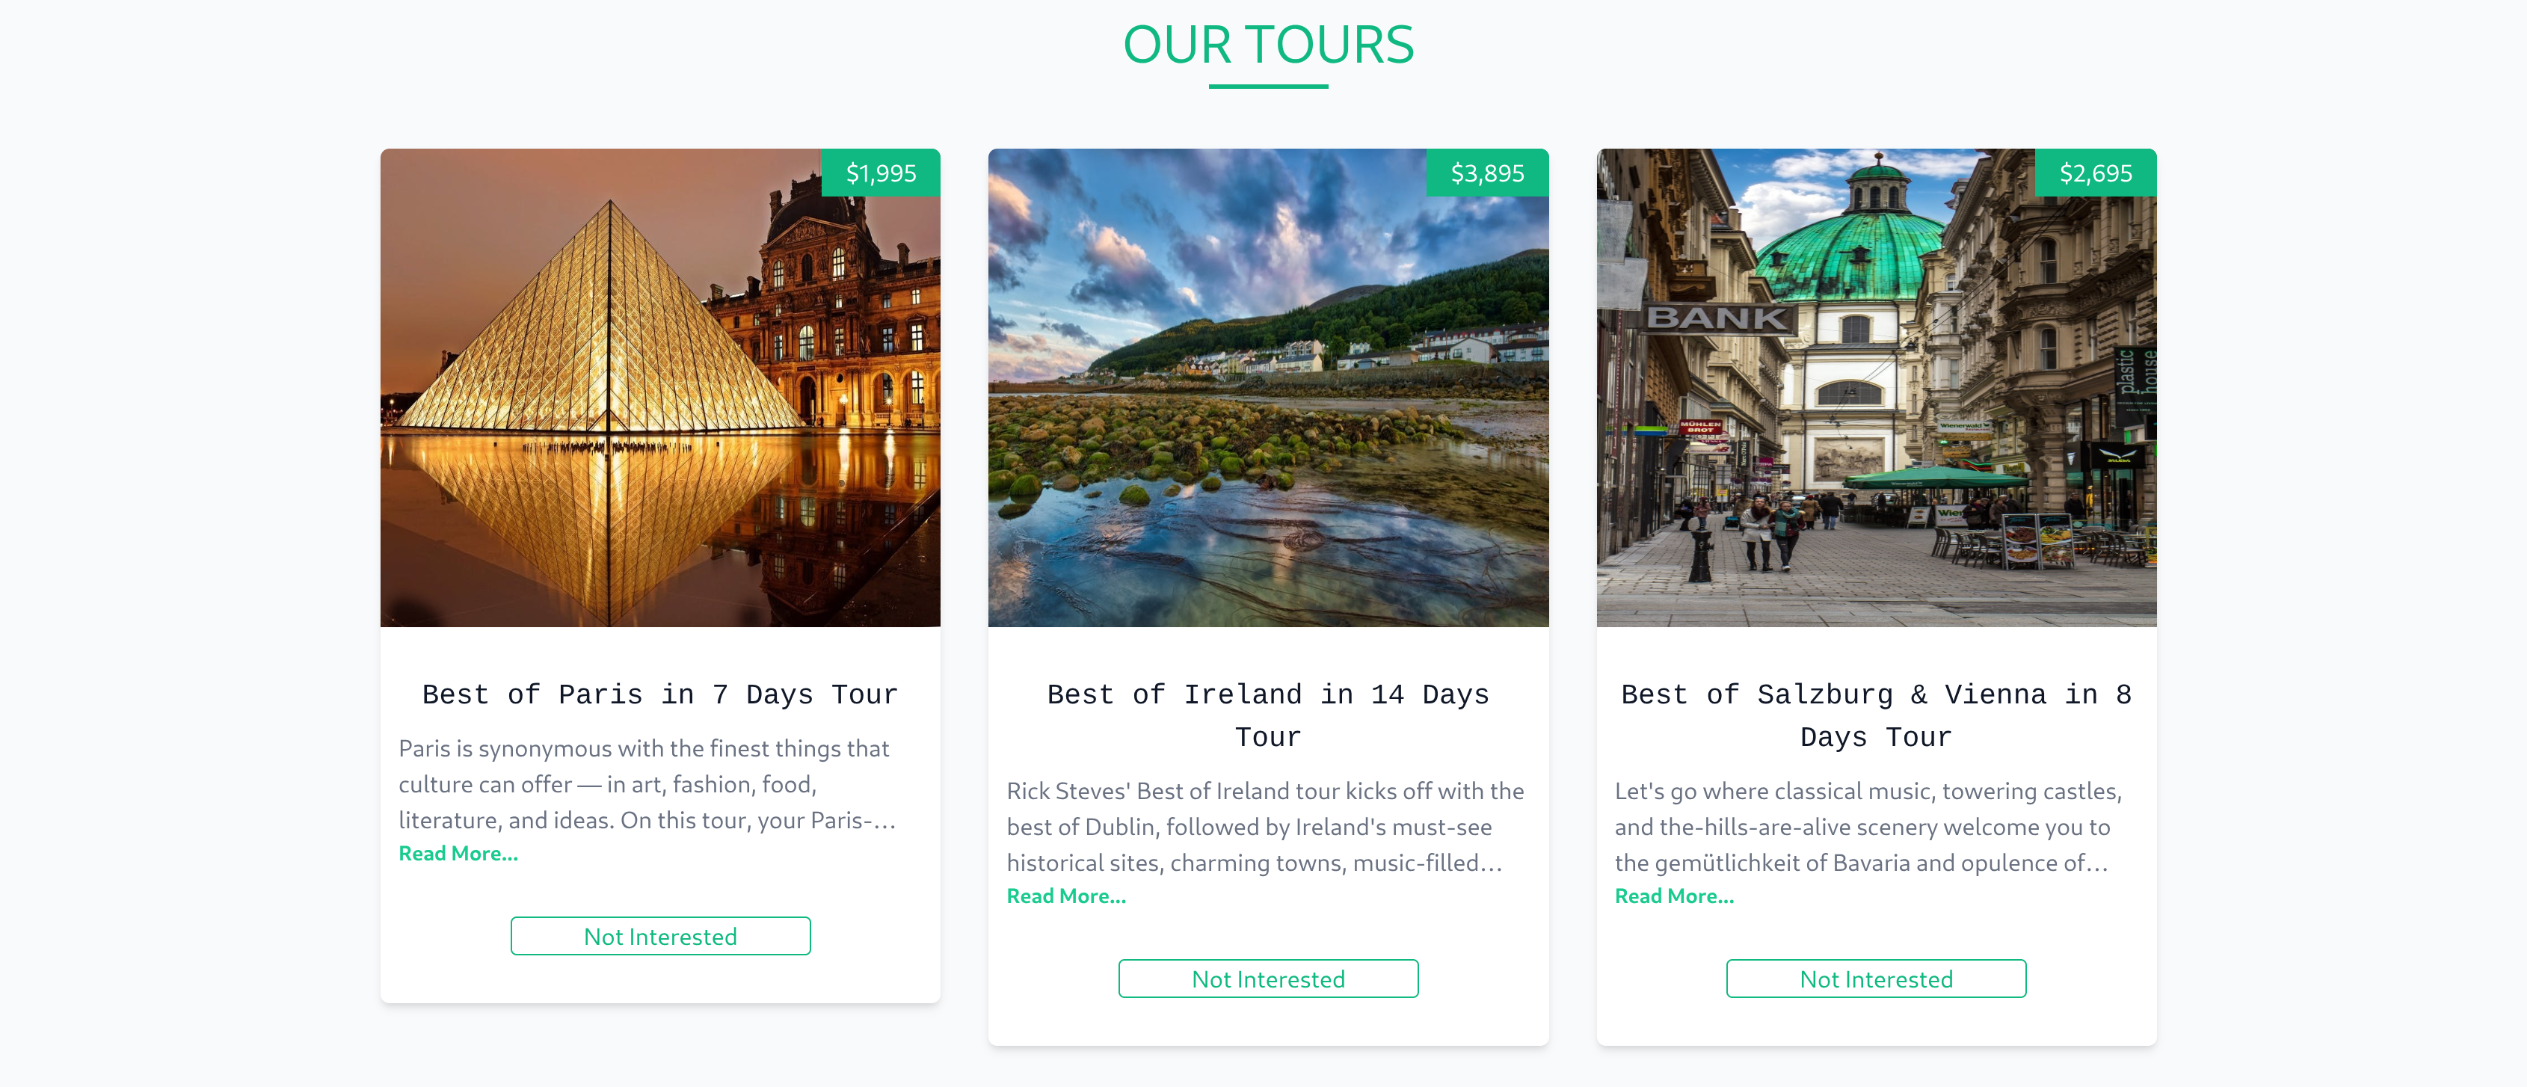 OUR TOURS
$1,995
Best of Paris in 7 Days Tour
Paris is synonymous with the finest things that
culture can offer — in art, fashion, food,
literature, and ideas. On this tour, your Paris-...
Read More...
Not Interested
$3,895
Best of Ireland in 14 Days
Tour
Rick Steves' Best of Ireland tour kicks off with the
best of Dublin, followed by Ireland's must-see
historical sites, charming towns, music-filled...
Read More...
Not Interested
$2,695
BANK
plastic
house
MÜHLEN
BROT
Wienerwald
Best of Salzburg & Vienna in 8
Days Tour
Let's go where classical music, towering castles,
and the-hills-are-alive scenery welcome you to
the gemütlichkeit of Bavaria and opulence of...
Read More...
Not Interested